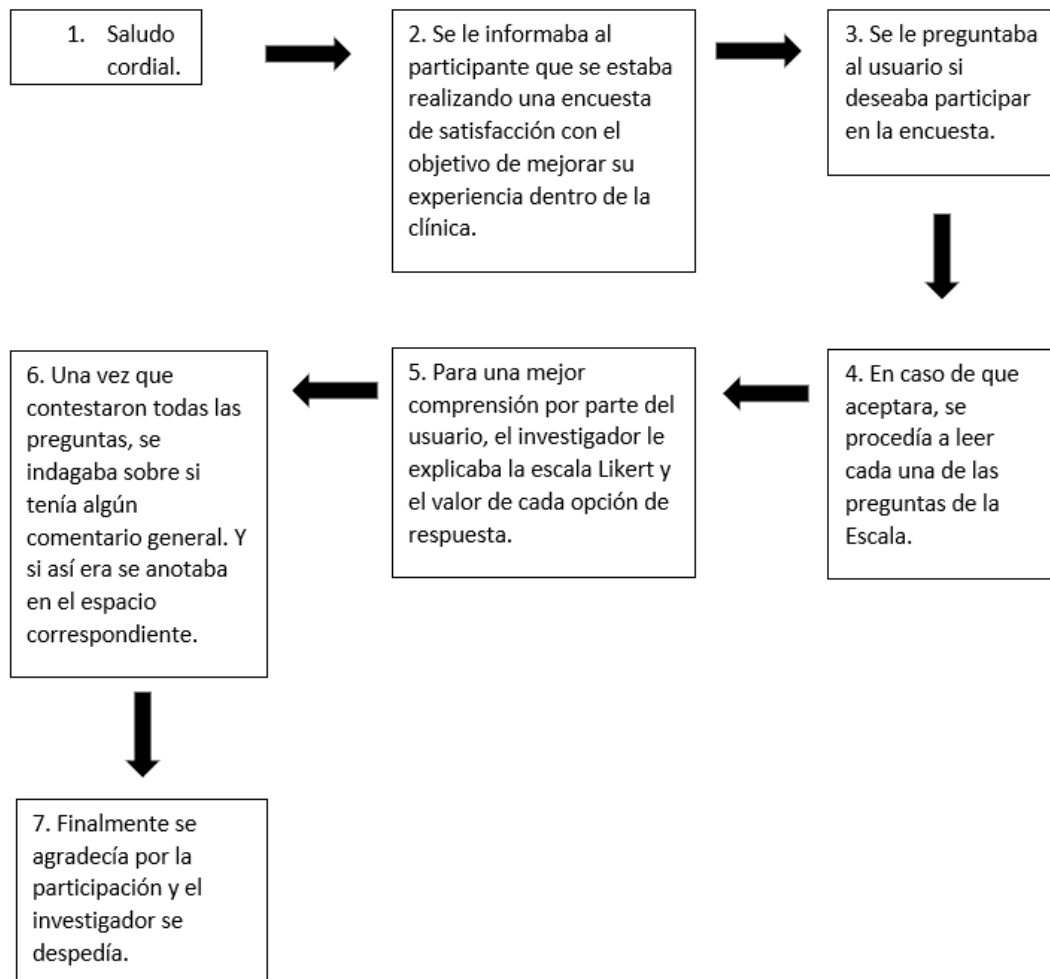 1. Saludo
cordial.
2. Se le informaba al
participante que se estaba
realizando una encuesta
de satisfacción con el
objetivo de mejorar su
experiencia dentro de la
clínica.
3. Se le preguntaba
al usuario si
deseaba participar
en la encuesta.
4. En caso de que
aceptara, se
procedía a leer
cada una de las
preguntas de la
Escala.
5. Para una mejor
comprensión por parte del
usuario, el investigador le
explicaba la escala Likert y
el valor de cada opción de
respuesta.
6. Una vez que
contestaron todas las
preguntas, se
indagaba sobre si
tenía algún
comentario general. Y
si así era se anotaba
en el espacio
correspondiente.
7. Finalmente se
agradecía por la
participación y el
investigador se
despedía.